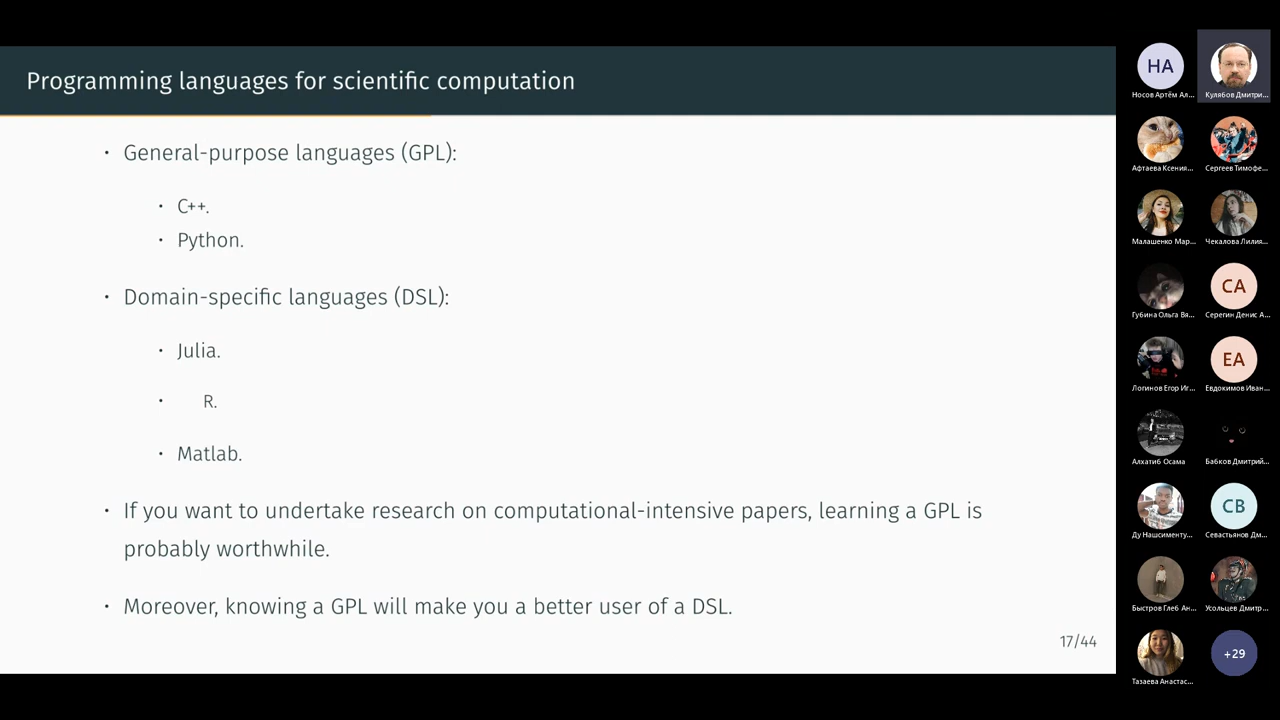 Programming languages for scientific computation
• General-purpose languages (GPL):
• C++.
• Python.
• Domain-specific languages (DSL):
• Julia.
• R.
• Matlab.
• If you want to undertake research on computational-intensive papers, learning a GPL is
probably worthwhile.
• Moreover, knowing a GPL will make you a better user of a DSL.
17/44
HA
Носов Артём Ал...
Кулябов Дмитри...
Афтаева Ксения...
Сергеев Тимофе...
Малашенко Мар...
Чекалова Лилия...
Губина Ольга Вя...
СА
Серегин Денис А...
Логинов Егор Иг...
ЕА
Евдокимов Иван...
Алхатиб Осама
Бабков Дмитрий...
Ду Нашсименту...
СВ
Севастьянов Дм...
Быстров Глеб Ан...
Усольцев Дмитр...
Тазаева Анастас...
+29